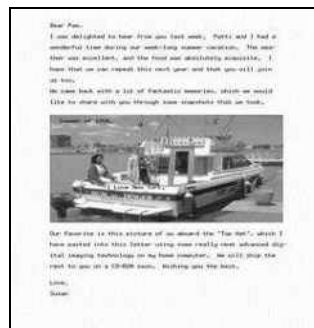 Dear Pam,
I was delighted to hear from you last week. Patti and I had a
wonderful time during our week-long summer vacation. The wea-
ther was excellent, and the food was absolutely exquisite. I
hope that we can repeat this next year and that you will join
us too.
We came back with a lot of fantastic memories, which we would
like to share with you through some snapshots that we took.
Summer of
I Love New York
Our favorite is this picture of us aboard the "Top Hat", which I
have pasted into this letter using some really neat advanced dig-
ital imaging technology on my home computer. We will ship the
rest to you on a CD-ROM soon. Wishing you the best.
Love,
Susan